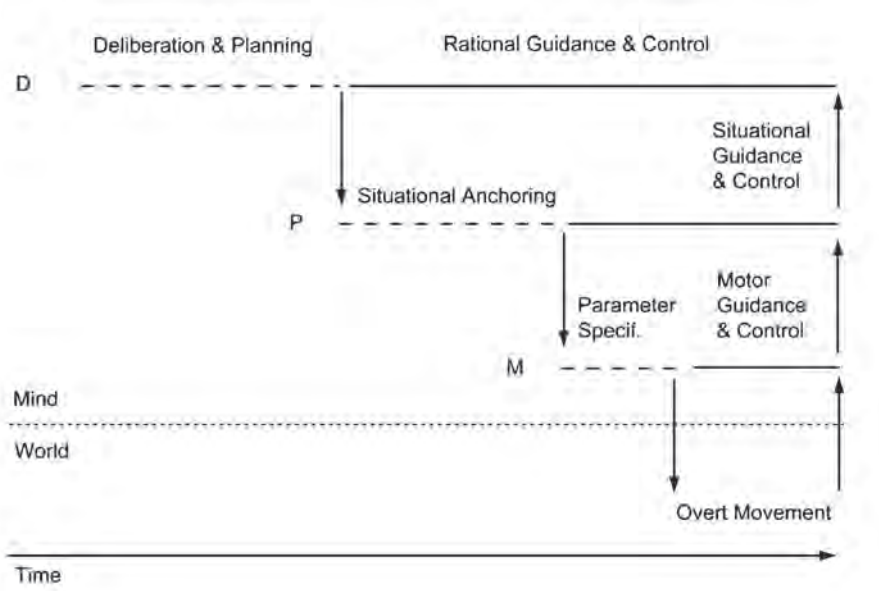 Deliberation & Planning
Rational Guidance & Control
D
Situational
Guidance
& Control
Situational Anchoring
P
Motor
Guidance
& Control
Parameter
Specif.
M
Mind
World
Overt Movement
Time